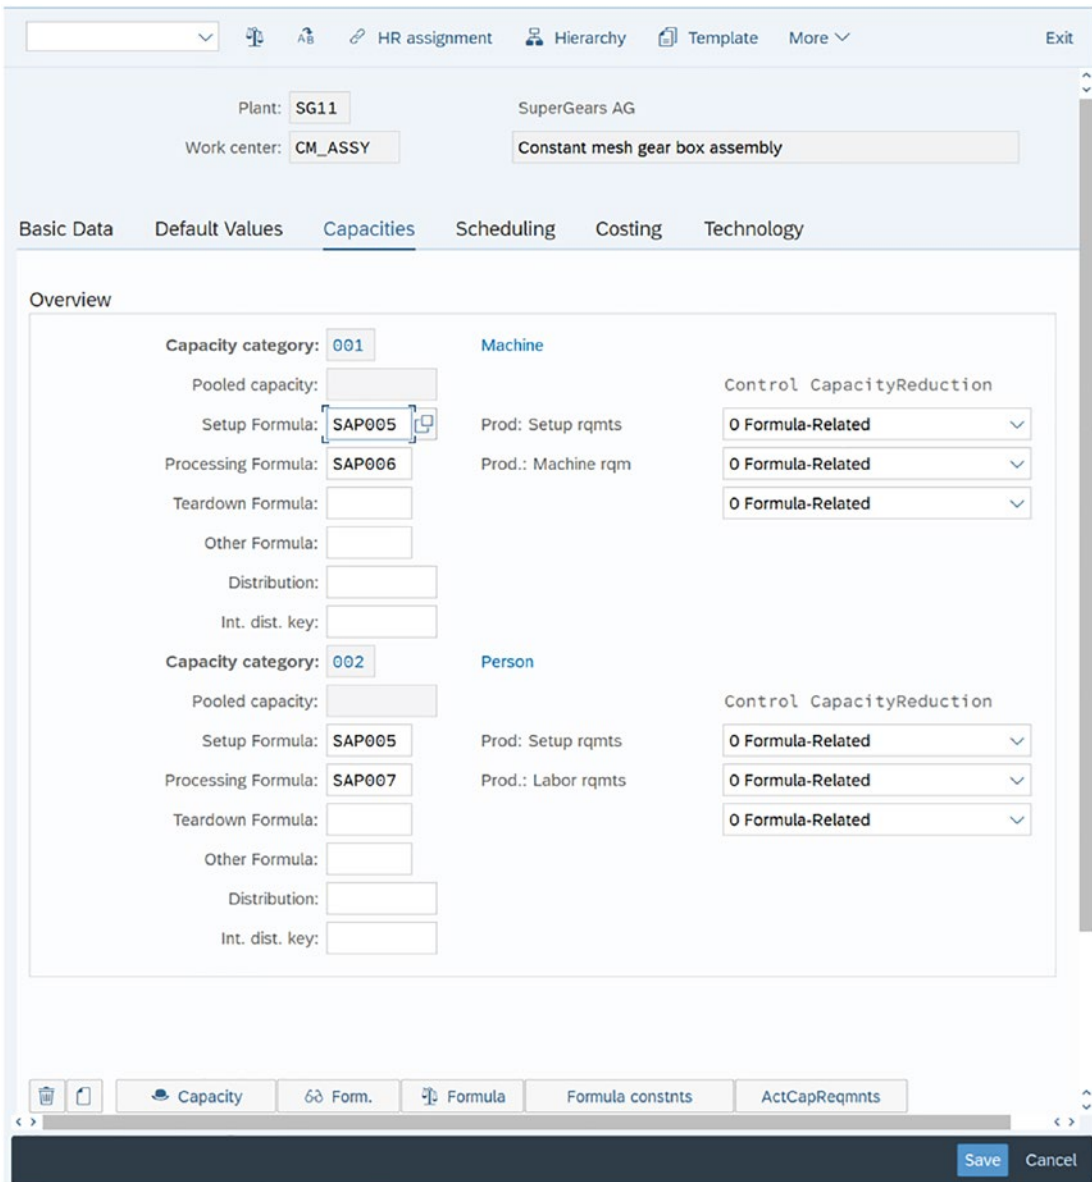 HR assignment Hierarchy Template More Exit
Plant: SG11 SuperGears AG
Work center: CM_ASSY Constant mesh gear box assembly
Basic Data Default Values Capacities Scheduling Costing Technology
Overview
Capacity category: 001 Machine
Pooled capacity: Control CapacityReduction
Setup Formula: SAP005 Prod: Setup rqmts 0 Formula-Related
Processing Formula: SAP006 Prod.: Machine rqm 0 Formula-Related
Teardown Formula: 0 Formula-Related
Other Formula:
Distribution:
Int. dist. key:
Capacity category: 002 Person
Pooled capacity: Control CapacityReduction
Setup Formula: SAP005 Prod: Setup rqmts 0 Formula-Related
Processing Formula: SAP007 Prod.: Labor rqmts 0 Formula-Related
Teardown Formula: 0 Formula-Related
Other Formula:
Distribution:
Int. dist. key:
Capacity Form. Formula Formula constnts ActCapReqmnts
Save Cancel